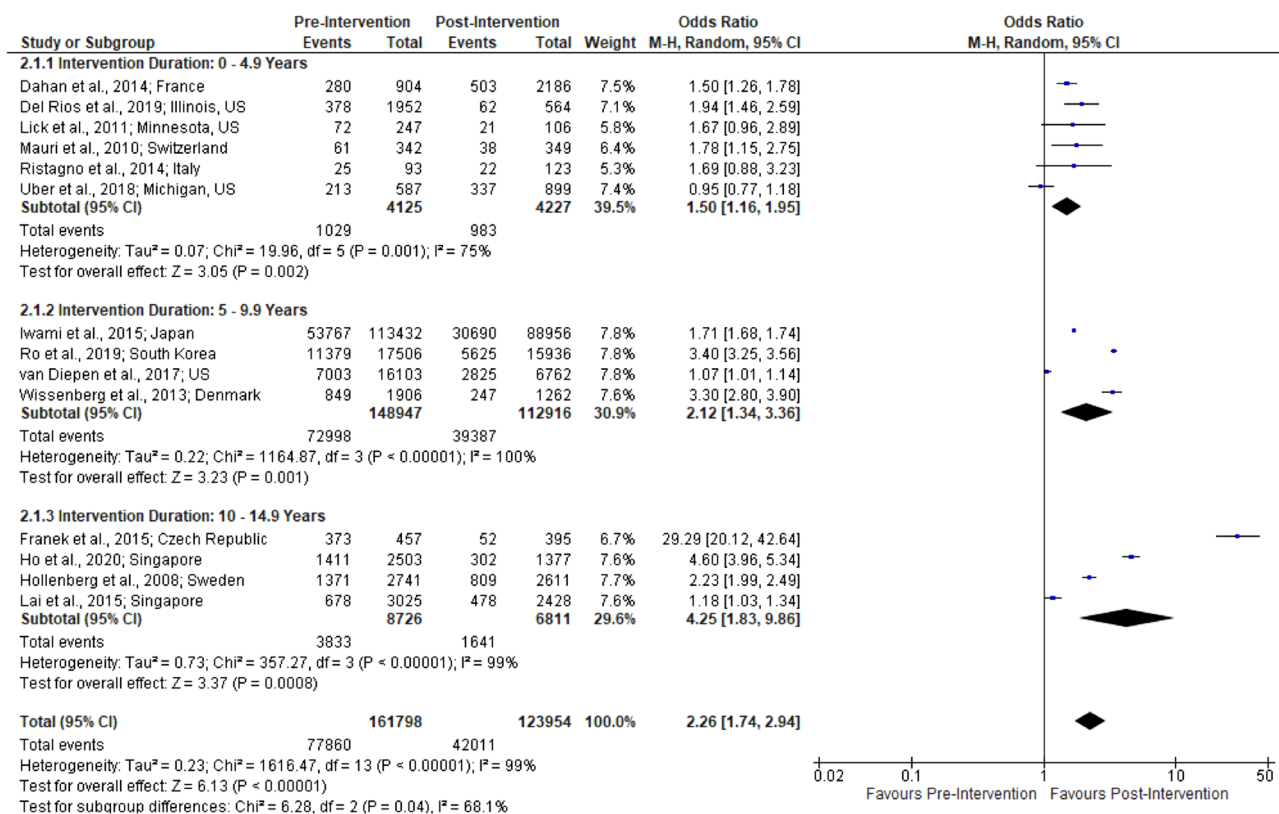 Pre-Intervention Post-Intervention Odds Ratio Odds Ratio
Study or Subgroup Events Total Events Total Weight M-H, Random, 95% CI M-H, Random, 95% CI
2.1.1 Intervention Duration: 0 - 4.9 Years
Dahan et al., 2014; France 280 904 503 2186 7.5% 1.50 [1.26, 1.78]
Del Rios et al., 2019; Illinois, US 378 1952 62 564 7.1% 1.94 [1.46, 2.59]
Lick et al., 2011; Minnesota, US 72 247 21 106 5.8% 1.67 [0.96, 2.89]
Mauri et al., 2010; Switzerland 61 342 38 349 6.4% 1.78 [1.15, 2.75]
Ristagno et al., 2014; Italy 25 93 22 123 5.3% 1.69 [0.88, 3.23]
Uber et al., 2018; Michigan, US 213 587 337 899 7.4% 0.95 [0.77, 1.18]
Subtotal (95% CI) 4125 4227 39.5% 1.50 [1.16, 1.95]
Total events 1029 983
Heterogeneity: Tau² = 0.07; Chi² = 19.96, df = 5 (P = 0.001); I² = 75%
Test for overall effect: Z = 3.05 (P = 0.002)
2.1.2 Intervention Duration: 5 - 9.9 Years
Iwami et al., 2015; Japan 53767 113432 30690 88956 7.8% 1.71 [1.68, 1.74]
Ro et al., 2019; South Korea 11379 17506 5625 15936 7.8% 3.40 [3.25, 3.56]
van Diepen et al., 2017; US 7003 16103 2825 6762 7.8% 1.07 [1.01, 1.14]
Wissenberg et al., 2013; Denmark 849 1906 247 1262 7.6% 3.30 [2.80, 3.90]
Subtotal (95% CI) 148947 112916 30.9% 2.12 [1.34, 3.36]
Total events 72998 39387
Heterogeneity: Tau² = 0.22; Chi² = 1164.87, df = 3 (P < 0.00001); I² = 100%
Test for overall effect: Z = 3.23 (P = 0.001)
2.1.3 Intervention Duration: 10 - 14.9 Years
Franek et al., 2015; Czech Republic 373 457 52 395 6.7% 29.29 [20.12, 42.64]
Ho et al., 2020; Singapore 1411 2503 302 1377 7.6% 4.60 [3.96, 5.34]
Hollenberg et al., 2008; Sweden 1371 2741 809 2611 7.7% 2.23 [1.99, 2.49]
Lai et al., 2015; Singapore 678 3025 478 2428 7.6% 1.18 [1.03, 1.34]
Subtotal (95% CI) 8726 6811 29.6% 4.25 [1.83, 9.86]
Total events 3833 1641
Heterogeneity: Tau² = 0.73; Chi² = 357.27, df = 3 (P < 0.00001); I² = 99%
Test for overall effect: Z = 3.37 (P = 0.0008)
Total (95% CI) 161798 123954 100.0% 2.26 [1.74, 2.94]
Total events 77860 42011
Heterogeneity: Tau² = 0.23; Chi² = 1616.47, df = 13 (P < 0.00001); I² = 99%
Test for overall effect: Z = 6.13 (P < 0.00001)
Test for subgroup differences: Chi² = 6.28, df = 2 (P = 0.04), I² = 68.1%
0.02 0.1 1 10 50
Favours Pre-Intervention Favours Post-Intervention